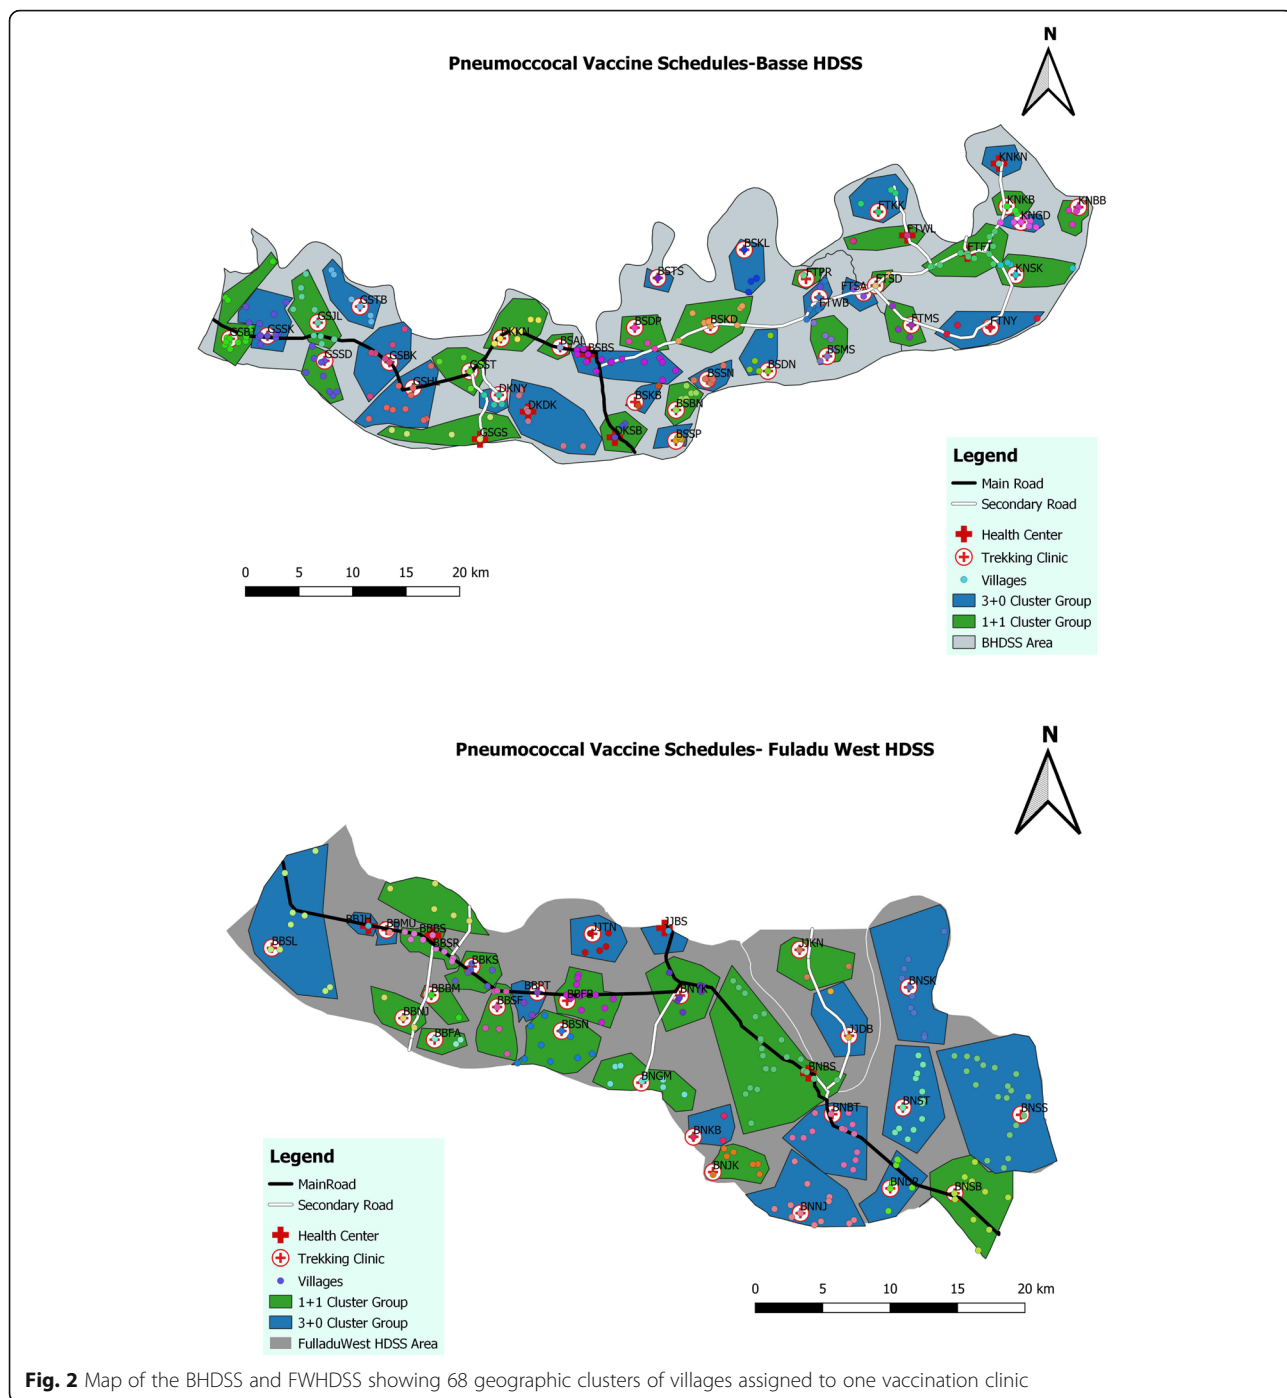 Pneumoccocal Vaccine Schedules-Basse HDSS
N
KNKN
KNKB
KNBB
KNGD
FTKK
FTWL
FTFT
BSKL
BSTS
FTPR
FTSD
FTSA
KNSK
FTWB
GSTB
GSJL
GSBJ
GSSK
DKKN
BSDP
BSKD
FTMS
FTNY
GSSD
GSBK
BSAL
BSBS
BSMS
GSST
BSDN
GSHL
DKNY
BSSN
BSKB
DKDK
BSBN
GSGS
DKSB
BSSP
Legend
Main Road
Secondary Road
Health Center
Trekking Clinic
Villages
3+0 Cluster Group
1+1 Cluster Group
BHDSS Area
0 5 10 15 20 km
Pneumococcal Vaccine Schedules- Fuladu West HDSS
N
BBJH
BBMU
BBBS
BBSR
BBSL
JJTN
JJBS
JJKN
BBKS
BBBM
BBSF
BBPT
BBFB
BNYK
BNSK
BBNJ
BBFA
BBSN
JJDB
BNGM
BNBS
BNBT
BNST
BNSS
BNKB
BNJK
BNDP
BNSB
BNNJ
Legend
MainRoad
Secondary Road
Health Center
Trekking Clinic
Villages
1+1 Cluster Group
3+0 Cluster Group
FulladuWest HDSS Area
0 5 10 15 20 km
Fig. 2 Map of the BHDSS and FWHDSS showing 68 geographic clusters of villages assigned to one vaccination clinic